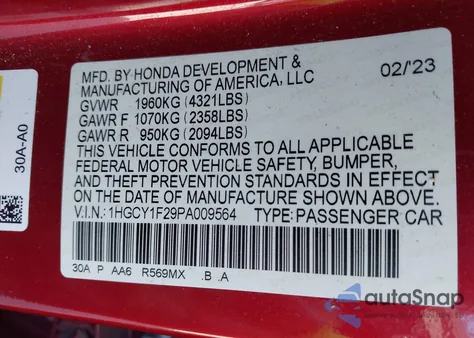 MFD. BY HONDA DEVELOPMENT &
MANUFACTURING OF AMERICA, LLC 02/'23
GVWR 1960KG (4321LBS)
GAWR F 1070KG (2358LBS)
GAWR R 950KG (2094LBS)
THIS VEHICLE CONFORMS TO ALL APPLICABLE
FEDERAL MOTOR VEHICLE SAFETY, BUMPER,
AND THEFT PREVENTION STANDARDS IN EFFECT
ON THE DATE OF MANUFACTURE SHOWN ABOVE.
V.I.N.: 1HGCY1F29PA009564 TYPE: PASSENGER CAR
30A P AA6 R569MX .B .A
30A-A0
autoSnap